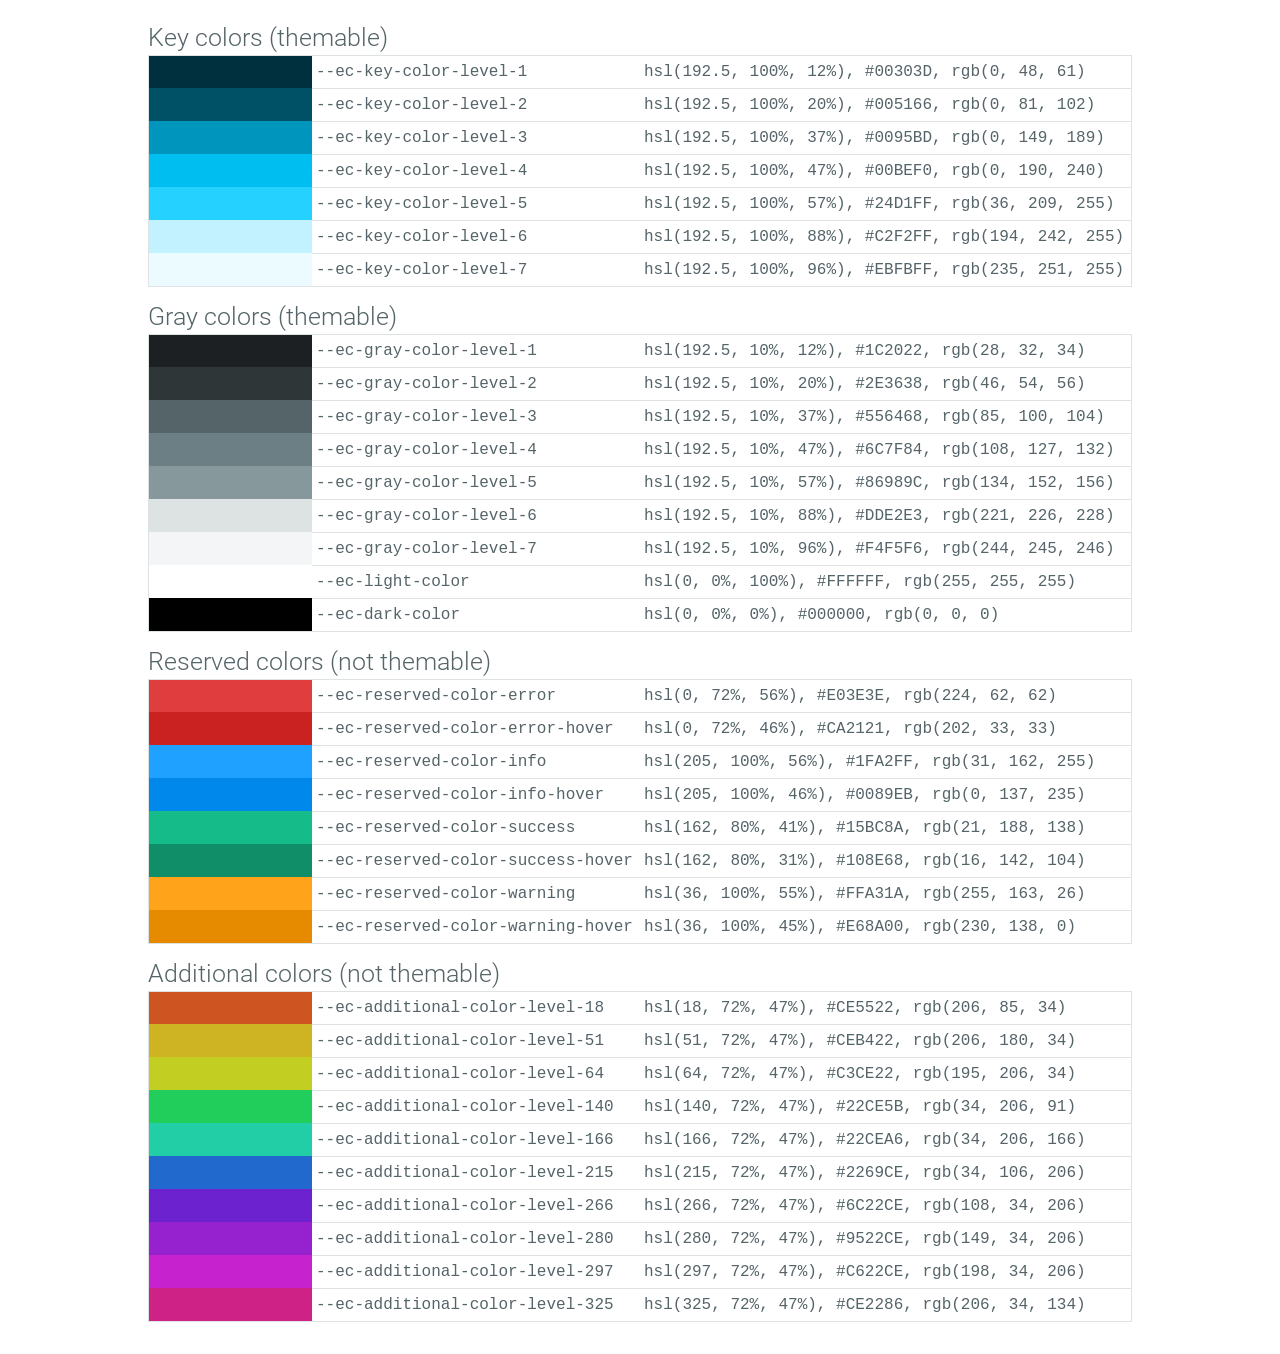 Key colors (themable)
--ec-key-color-level-1 hsl(192.5, 100%, 12%), #00303D, rgb(0, 48, 61)
--ec-key-color-level-2 hsl(192.5, 100%, 20%), #005166, rgb(0, 81, 102)
--ec-key-color-level-3 hsl(192.5, 100%, 37%), #0095BD, rgb(0, 149, 189)
--ec-key-color-level-4 hsl(192.5, 100%, 47%), #00BEF0, rgb(0, 190, 240)
--ec-key-color-level-5 hsl(192.5, 100%, 57%), #24D1FF, rgb(36, 209, 255)
--ec-key-color-level-6 hsl(192.5, 100%, 88%), #C2F2FF, rgb(194, 242, 255)
--ec-key-color-level-7 hsl(192.5, 100%, 96%), #EBFBFF, rgb(235, 251, 255)
Gray colors (themable)
--ec-gray-color-level-1 hsl(192.5, 10%, 12%), #1C2022, rgb(28, 32, 34)
--ec-gray-color-level-2 hsl(192.5, 10%, 20%), #2E3638, rgb(46, 54, 56)
--ec-gray-color-level-3 hsl(192.5, 10%, 37%), #556468, rgb(85, 100, 104)
--ec-gray-color-level-4 hsl(192.5, 10%, 47%), #6C7F84, rgb(108, 127, 132)
--ec-gray-color-level-5 hsl(192.5, 10%, 57%), #86989C, rgb(134, 152, 156)
--ec-gray-color-level-6 hsl(192.5, 10%, 88%), #DDE2E3, rgb(221, 226, 228)
--ec-gray-color-level-7 hsl(192.5, 10%, 96%), #F4F5F6, rgb(244, 245, 246)
--ec-light-color hsl(0, 0%, 100%), #FFFFFF, rgb(255, 255, 255)
--ec-dark-color hsl(0, 0%, 0%), #000000, rgb(0, 0, 0)
Reserved colors (not themable)
--ec-reserved-color-error hsl(0, 72%, 56%), #E03E3E, rgb(224, 62, 62)
--ec-reserved-color-error-hover hsl(0, 72%, 46%), #CA2121, rgb(202, 33, 33)
--ec-reserved-color-info hsl(205, 100%, 56%), #1FA2FF, rgb(31, 162, 255)
--ec-reserved-color-info-hover hsl(205, 100%, 46%), #0089EB, rgb(0, 137, 235)
--ec-reserved-color-success hsl(162, 80%, 41%), #15BC8A, rgb(21, 188, 138)
--ec-reserved-color-success-hover hsl(162, 80%, 31%), #108E68, rgb(16, 142, 104)
--ec-reserved-color-warning hsl(36, 100%, 55%), #FFA31A, rgb(255, 163, 26)
--ec-reserved-color-warning-hover hsl(36, 100%, 45%), #E68A00, rgb(230, 138, 0)
Additional colors (not themable)
--ec-additional-color-level-18 hsl(18, 72%, 47%), #CE5522, rgb(206, 85, 34)
--ec-additional-color-level-51 hsl(51, 72%, 47%), #CEB422, rgb(206, 180, 34)
--ec-additional-color-level-64 hsl(64, 72%, 47%), #C3CE22, rgb(195, 206, 34)
--ec-additional-color-level-140 hsl(140, 72%, 47%), #22CE5B, rgb(34, 206, 91)
--ec-additional-color-level-166 hsl(166, 72%, 47%), #22CEA6, rgb(34, 206, 166)
--ec-additional-color-level-215 hsl(215, 72%, 47%), #2269CE, rgb(34, 106, 206)
--ec-additional-color-level-266 hsl(266, 72%, 47%), #6C22CE, rgb(108, 34, 206)
--ec-additional-color-level-280 hsl(280, 72%, 47%), #9522CE, rgb(149, 34, 206)
--ec-additional-color-level-297 hsl(297, 72%, 47%), #C622CE, rgb(198, 34, 206)
--ec-additional-color-level-325 hsl(325, 72%, 47%), #CE2286, rgb(206, 34, 134)